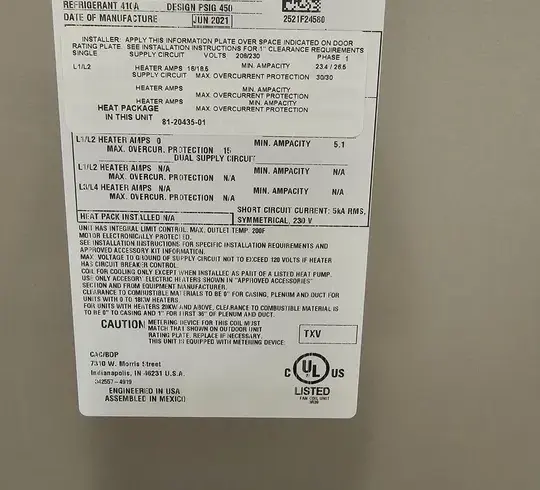 REFRIGERANT 410A DESIGN PSIG 450
DATE OF MANUFACTURE JUN 2021 2521F24580
INSTALLER: APPLY THIS INFORMATION PLATE OVER SPACE INDICATED ON DOOR
RATING PLATE. SEE INSTALLATION INSTRUCTIONS FOR 1" CLEARANCE REQUIREMENTS
SINGLE SUPPLY CIRCUIT VOLTS 208/230 PHASE 1
L1/L2 HEATER AMPS 16/18.5 MIN. AMPACITY 23.4 / 26.5
SUPPLY CIRCUIT MAX. OVERCURRENT PROTECTION 30/30
HEATER AMPS MIN. AMPACITY
MAX. OVERCURRENT PROTECTION
HEATER AMPS MIN. AMPACITY
MAX. OVERCURRENT PROTECTION
HEAT PACKAGE
IN THIS UNIT 81-20435-01
L1/L2 HEATER AMPS 0 MIN. AMPACITY 5.1
MAX. OVERCUR. PROTECTION 15
DUAL SUPPLY CIRCUIT
L1/L2 HEATER AMPS N/A MIN. AMPACITY N/A
MAX. OVERCUR. PROTECTION N/A
L3/L4 HEATER AMPS N/A MIN. AMPACITY N/A
MAX. OVERCUR. PROTECTION N/A
SHORT CIRCUIT CURRENT: 5kA RMS,
HEAT PACK INSTALLED N/A SYMMETRICAL, 230 V
UNIT HAS INTEGRAL LIMIT CONTROL. MAX. OUTLET TEMP. 200F
MOTOR ELECTRONICALLY PROTECTED.
SEE INSTALLATION INSTRUCTIONS FOR SPECIFIC INSTALLATION REQUIREMENTS AND
APPROVED ACCESSORY KIT INFORMATION.
MAX. VOLTAGE TO GROUND OF SUPPLY CIRCUIT NOT TO EXCEED 120 VOLTS IF HEATER
HAS CIRCUIT BREAKER CONTROL.
COIL FOR COOLING ONLY EXCEPT WHEN INSTALLED AS PART OF A LISTED HEAT PUMP.
USE ONLY ACCESORY ELECTRIC HEATERS SHOWN IN "APPROVED ACCESSORIES"
SECTION AND FROM EQUIPMENT MANUFACTURER.
CLEARANCE TO COMBUSTIBLE MATERIALS TO BE 0" FOR CASING, PLENUM AND DUCT FOR
UNITS WITH 0 TO 18KW HEATERS.
FOR UNITS WITH HEATERS 20KW AND ABOVE, CLEARANCE TO COMBUSTIBLE MATERIAL IS
TO BE 0" CASING AND 1" FOR FIRST 36" OF PLENUM AND DUCT.
CAUTION METERING DEVICE FOR THIS COIL MUST
MATCH THAT SHOWN ON OUTDOOR UNIT
RATING PLATE. REPLACE IF NECESSARY.
THIS UNIT IS EQUIPPED WITH METERING DEVICE: TXV
CAC/BDP
7310 W. Morris Street
Indianapolis, IN 46231 U.S.A.
342557-4919
ENGINEERED IN USA
ASSEMBLED IN MEXICO
C UL US
LISTED
FAN COIL UNIT